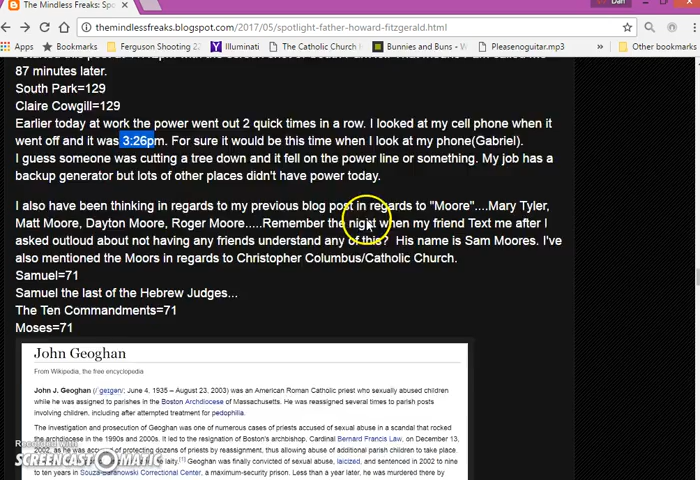 The Mindless Freaks: Spo
Dan
themindlessfreaks.blogspot.com/2017/05/spotlight-father-howard-fitzgerald.html
Apps
Bookmarks
Ferguson Shooting 22
Illuminati
The Catholic Church H
Bunnies and Buns - Y
Pleasenoguitar.mp3
»
Other bookmarks
87 minutes later.
South Park=129
Claire Cowgill=129
Earlier today at work the power went out 2 quick times in a row. I looked at my cell phone when it
went off and it was 3:26pm. For sure it would be this time when I look at my phone(Gabriel).
I guess someone was cutting a tree down and it fell on the power line or something. My job has a
backup generator but lots of other places didn't have power today.
I also have been thinking in regards to my previous blog post in regards to "Moore"....Mary Tyler,
Matt Moore, Dayton Moore, Roger Moore.....Remember the night when my friend Text me after I
asked outloud about not having any friends understand any of this?  His name is Sam Moores. I've
also mentioned the Moors in regards to Christopher Columbus/Catholic Church.
Samuel=71
Samuel the last of the Hebrew Judges...
The Ten Commandments=71
Moses=71
John Geoghan
From Wikipedia, the free encyclopedia
John J. Geoghan (/ˈɡeɪɡən/; June 4, 1935 – August 23, 2003) was an American Roman Catholic priest who sexually abused children
while he was assigned to parishes in the Boston Archdiocese of Massachusetts. He was reassigned several times to parish posts
involving children, including after attempted treatment for pedophilia.
The investigation and prosecution of Geoghan was one of numerous cases of priests accused of sexual abuse in a scandal that rocked
the archdiocese in the 1990s and 2000s. It led to the resignation of Boston's archbishop, Cardinal Bernard Francis Law, on December 13,
2002, as he was accused of protecting dozens of priests by reassignment, thus allowing abuse of additional parish children to take place.
laity.[1] Geoghan was finally convicted of sexual abuse, laicized, and sentenced in 2002 to nine
to ten years in Souza-Baranowski Correctional Center, a maximum-security prison. Less than a year later, he was murdered there by
Recorded with
SCREENCAST-O-MATIC